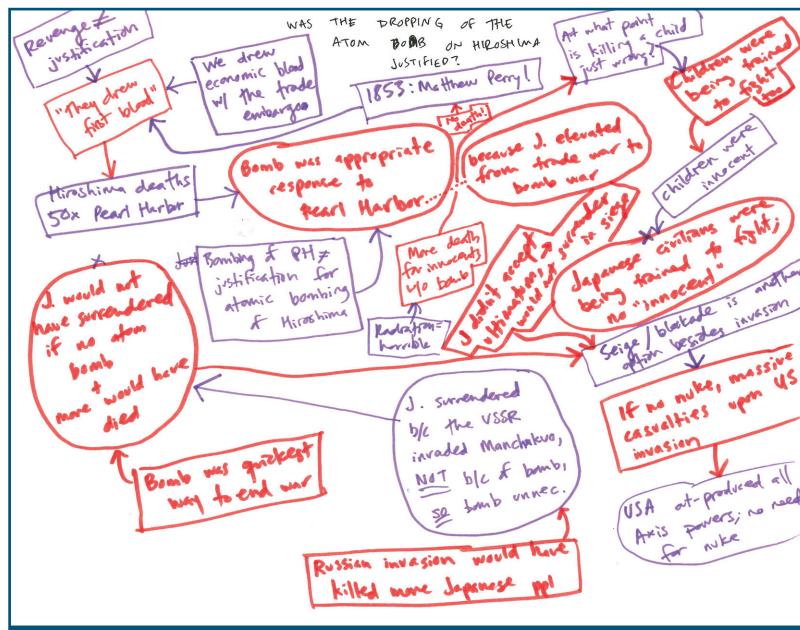 WAS THE DROPPING OF THE
ATOM BOMB ON HIROSHIMA
JUSTIFIED?
Revenge ≠
justification
"They drew
first blood"
We drew
economic blood
w/ the trade
embargo
1853: Matthew Perry!
No
death!
At what point
is killing a child
just wrong?
Children were
being trained
to fight
too
children were
innocent
Hiroshima deaths
50x Pearl Harbor
Bomb was appropriate
response to
Pearl Harbor......
because J. elevated
from trade war to
bomb war
Bombing of PH ≠
justification for
atomic bombing
of Hiroshima
More death
for innocents
w/o bomb
Radiation =
horrible
J didn't accept
ultimatums,
would not surrender
in siege
Japanese civilians were
being trained to fight;
no "innocent"
J. would not
have surrendered
if no atom
bomb
+
more would have
died
Seige/blockade is another
option besides invasion
If no nuke, massive
casualties upon US
invasion
USA out-produced all
Axis powers; no need
for nuke
J. surrendered
b/c the USSR
invaded Manchukuo,
NOT b/c of bomb,
so bomb unnec.
Bomb was quickest
way to end war
Russian invasion would have
killed more Japanese ppl